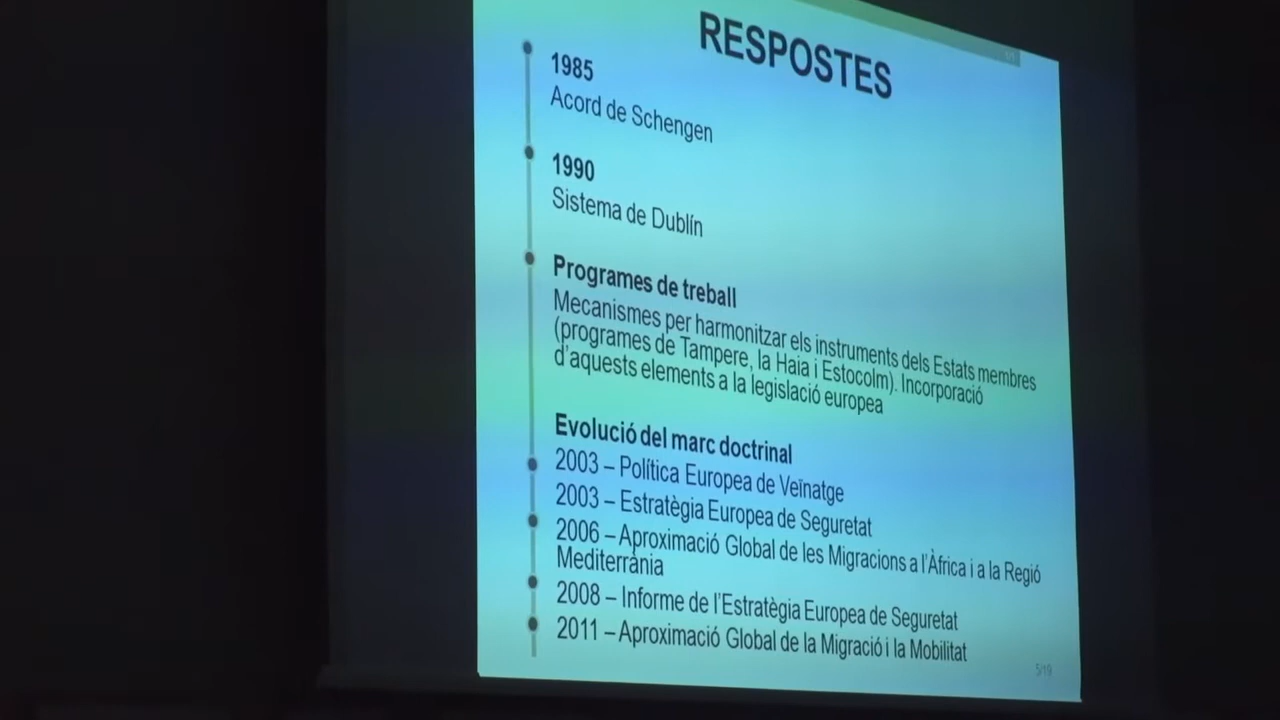 RESPOSTES
1985
Acord de Schengen
1990
Sistema de Dublín
Programes de treball
Mecanismes per harmonitzar els instruments dels Estats membres
(programes de Tampere, la Haia i Estocolm). Incorporació
d'aquests elements a la legislació europea
Evolució del marc doctrinal
2003 – Política Europea de Veïnatge
2003 – Estratègia Europea de Seguretat
2006 – Aproximació Global de les Migracions a l'Àfrica i a la Regió
Mediterrània
2008 – Informe de l'Estratègia Europea de Seguretat
2011 – Aproximació Global de la Migració i la Mobilitat
5/19